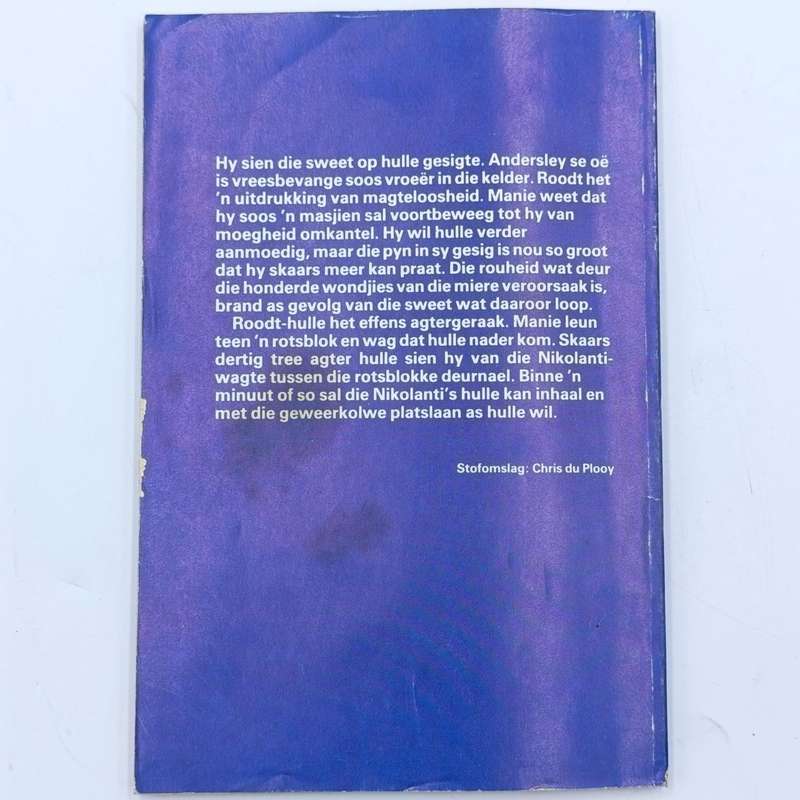 Hy sien die sweet op hulle gesigte. Andersley se oë
is vreesbevange soos vroeër in die kelder. Roodt het
'n uitdrukking van magteloosheid. Manie weet dat
hy soos 'n masjien sal voortbeweeg tot hy van
moegheid omkantel. Hy wil hulle verder
aanmoedig, maar die pyn in sy gesig is nou so groot
dat hy skaars meer kan praat. Die rouheid wat deur
die honderde wondjies van die miere veroorsaak is,
brand as gevolg van die sweet wat daaroor loop.
Roodt-hulle het effens agtergeraak. Manie leun
teen 'n rotsblok en wag dat hulle nader kom. Skaars
dertig tree agter hulle sien hy van die Nikolanti-
wagte tussen die rotsblokke deurnael. Binne 'n
minuut of so sal die Nikolanti's hulle kan inhaal en
met die geweerkolwe platslaan as hulle wil.
Stofomslag: Chris du Plooy